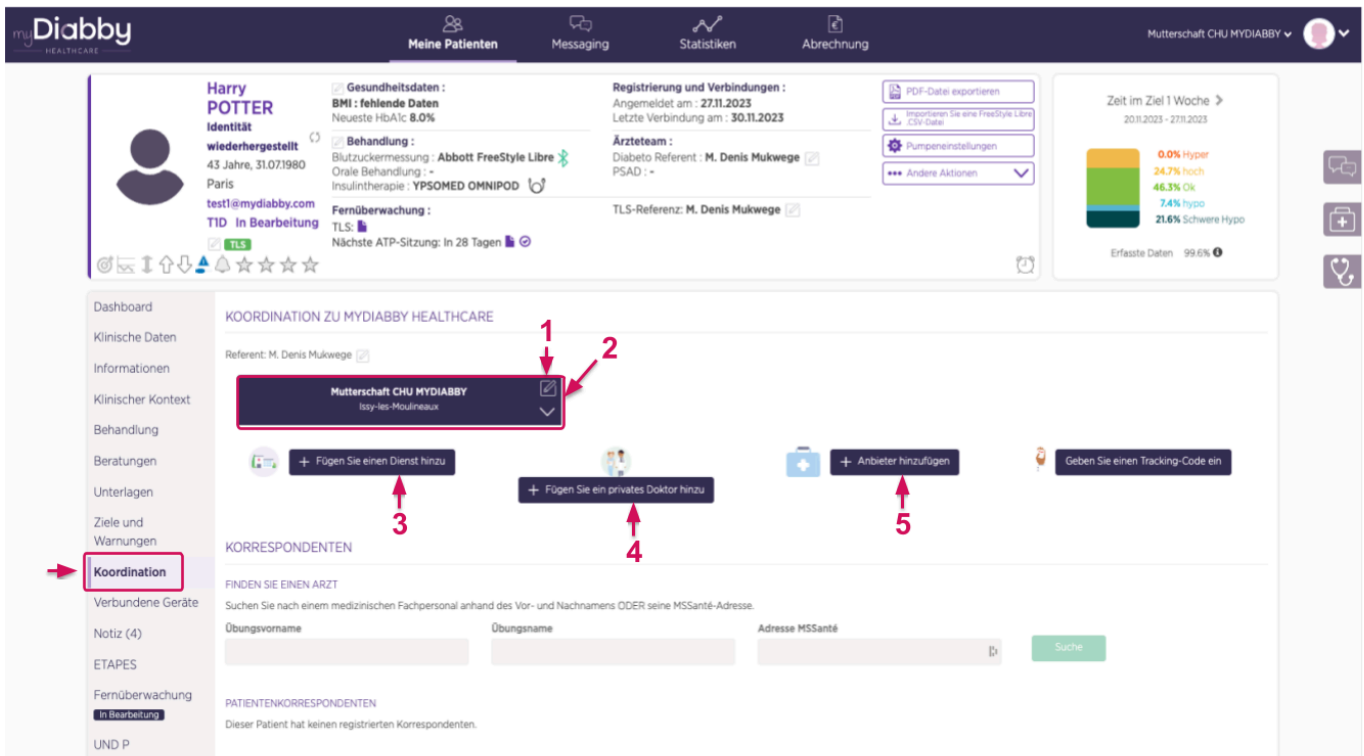 myDiabby
HEALTHCARE
Meine Patienten
Messaging
Statistiken
Abrechnung
Mutterschaft CHU MYDIABBY
Harry
POTTER
Identität
wiederhergestellt
43 Jahre, 31.07.1980
Paris
test1@mydiabby.com
T1D In Bearbeitung
TLS
Gesundheitsdaten :
BMI : fehlende Daten
Neueste HbA1c 8.0%
Behandlung :
Blutzuckermessung : Abbott FreeStyle Libre
Orale Behandlung : -
Insulintherapie : YPSOMED OMNIPOD
Fernüberwachung :
TLS:
Nächste ATP-Sitzung: In 28 Tagen
Registrierung und Verbindungen :
Angemeldet am : 27.11.2023
Letzte Verbindung am : 30.11.2023
Ärzteteam :
Diabeto Referent : M. Denis Mukwege
PSAD : -
TLS-Referenz: M. Denis Mukwege
PDF-Datei exportieren
Importieren Sie eine FreeStyle Libre
.CSV-Datei
Pumpeneinstellungen
Andere Aktionen
Zeit im Ziel 1 Woche
20.11.2023 - 27.11.2023
0.0% Hyper
24.7% hoch
46.3% Ok
7.4% hypo
21.6% Schwere Hypo
Erfasste Daten 99.6%
Dashboard
Klinische Daten
Informationen
Klinischer Kontext
Behandlung
Beratungen
Unterlagen
Ziele und
Warnungen
Koordination
Verbundene Geräte
Notiz (4)
ETAPES
Fernüberwachung
In Bearbeitung
UND P
KOORDINATION ZU MYDIABBY HEALTHCARE
1
2
Referent: M. Denis Mukwege
Mutterschaft CHU MYDIABBY
Issy-les-Moulineaux
+ Fügen Sie einen Dienst hinzu
+ Fügen Sie ein privates Doktor hinzu
+ Anbieter hinzufügen
Geben Sie einen Tracking-Code ein
3
4
5
KORRESPONDENTEN
FINDEN SIE EINEN ARZT
Suchen Sie nach einem medizinischen Fachpersonal anhand des Vor- und Nachnamens ODER seine MSSanté-Adresse.
Übungsvorname
Übungsname
Adresse MSSanté
Suche
PATIENTENKORRESPONDENTEN
Dieser Patient hat keinen registrierten Korrespondenten.